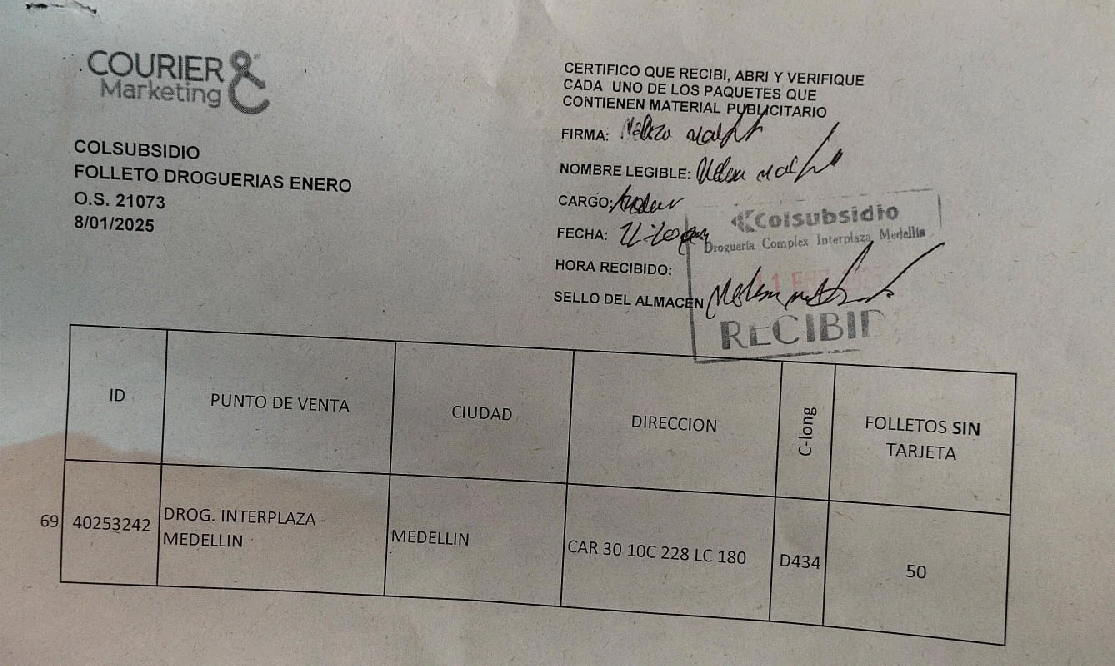 COURIER &
Marketing
COLSUBSIDIO
FOLLETO DROGUERIAS ENERO
O.S. 21073
8/01/2025
CERTIFICO QUE RECIBI, ABRI Y VERIFIQUE
CADA UNO DE LOS PAQUETES QUE
CONTIENEN MATERIAL PUBLICITARIO
FIRMA:
NOMBRE LEGIBLE:
CARGO:
FECHA:
HORA RECIBIDO:
SELLO DEL ALMACEN
Colsubsidio
Droguería Complex Interplaza Medellín
RECIBID
ID
PUNTO DE VENTA
CIUDAD
DIRECCION
C-long
FOLLETOS SIN
TARJETA
69
40253242
DROG. INTERPLAZA
MEDELLIN
MEDELLIN
CAR 30 10C 228 LC 180
D434
50